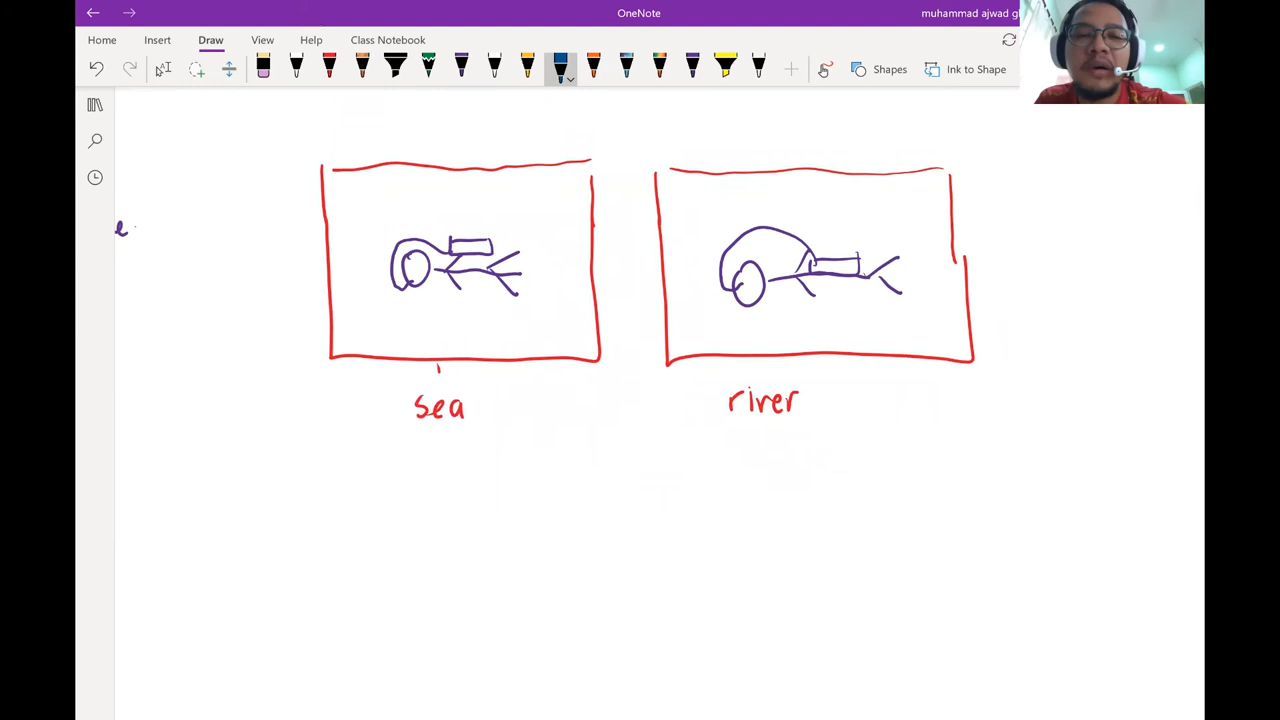 OneNote
muhammad ajwad
Home Insert Draw View Help Class Notebook
Shapes Ink to Shape
e
sea
river